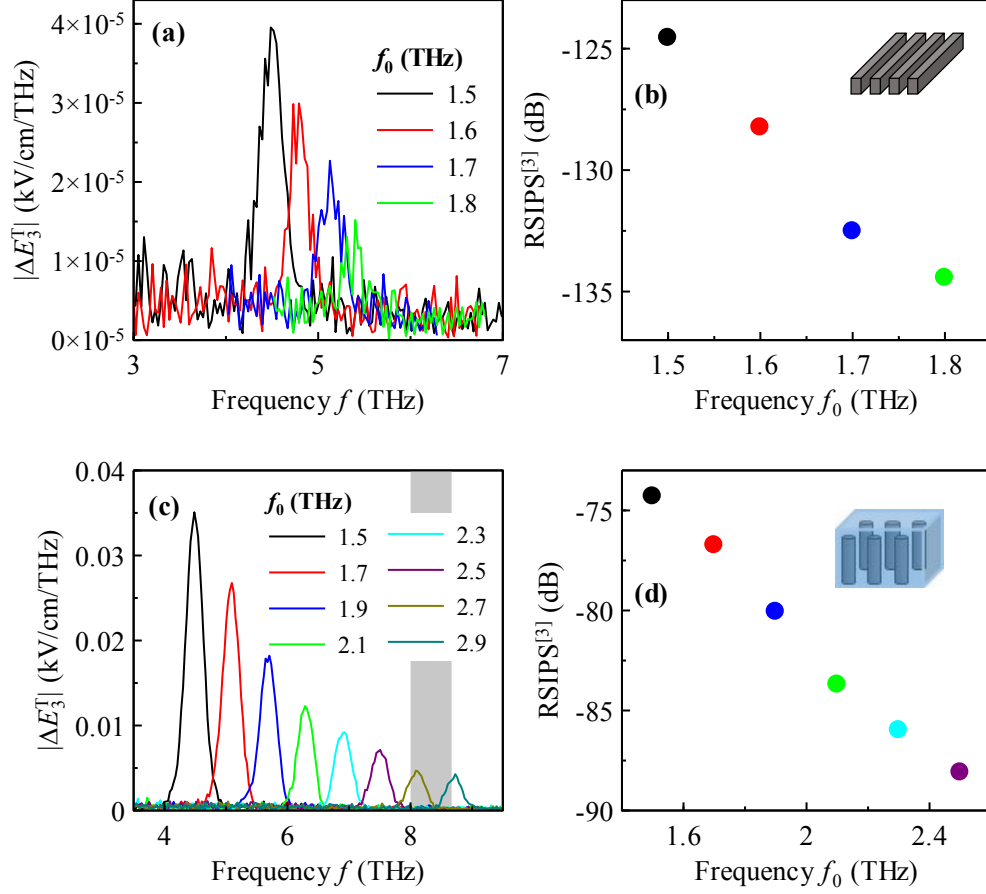 (a)
|ΔE₃ᵀ| (kV/cm/THz)
4×10⁻⁵
3×10⁻⁵
2×10⁻⁵
1×10⁻⁵
0×10⁻⁵
f₀ (THz)
1.5
1.6
1.7
1.8
3 5 7
Frequency f (THz)
(b)
RSIPS[3] (dB)
-125
-130
-135
1.5 1.6 1.7 1.8
Frequency f₀ (THz)
(c)
|ΔE₃ᵀ| (kV/cm/THz)
0.04
0.03
0.02
0.01
0
f₀ (THz)
1.5 2.3
1.7 2.5
1.9 2.7
2.1 2.9
4 6 8
Frequency f (THz)
(d)
RSIPS[3] (dB)
-75
-80
-85
-90
1.6 2 2.4
Frequency f₀ (THz)